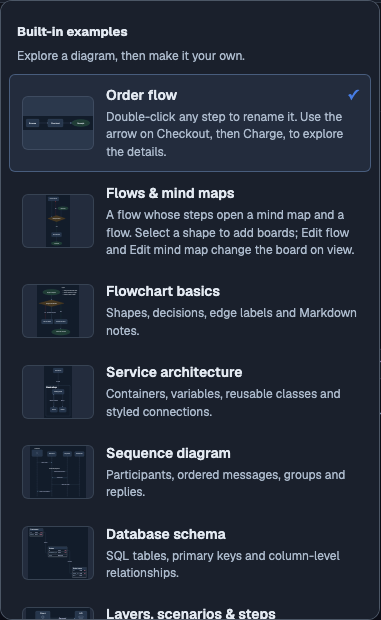 Built-in examples
Explore a diagram, then make it your own.
Order flow
Double-click any step to rename it. Use the
arrow on Checkout, then Charge, to explore
the details.
Flows & mind maps
A flow whose steps open a mind map and a
flow. Select a shape to add boards; Edit flow
and Edit mind map change the board on view.
Flowchart basics
Shapes, decisions, edge labels and Markdown
notes.
Service architecture
Containers, variables, reusable classes and
styled connections.
Sequence diagram
Participants, ordered messages, groups and
replies.
Database schema
SQL tables, primary keys and column-level
relationships.
Layers, scenarios & steps